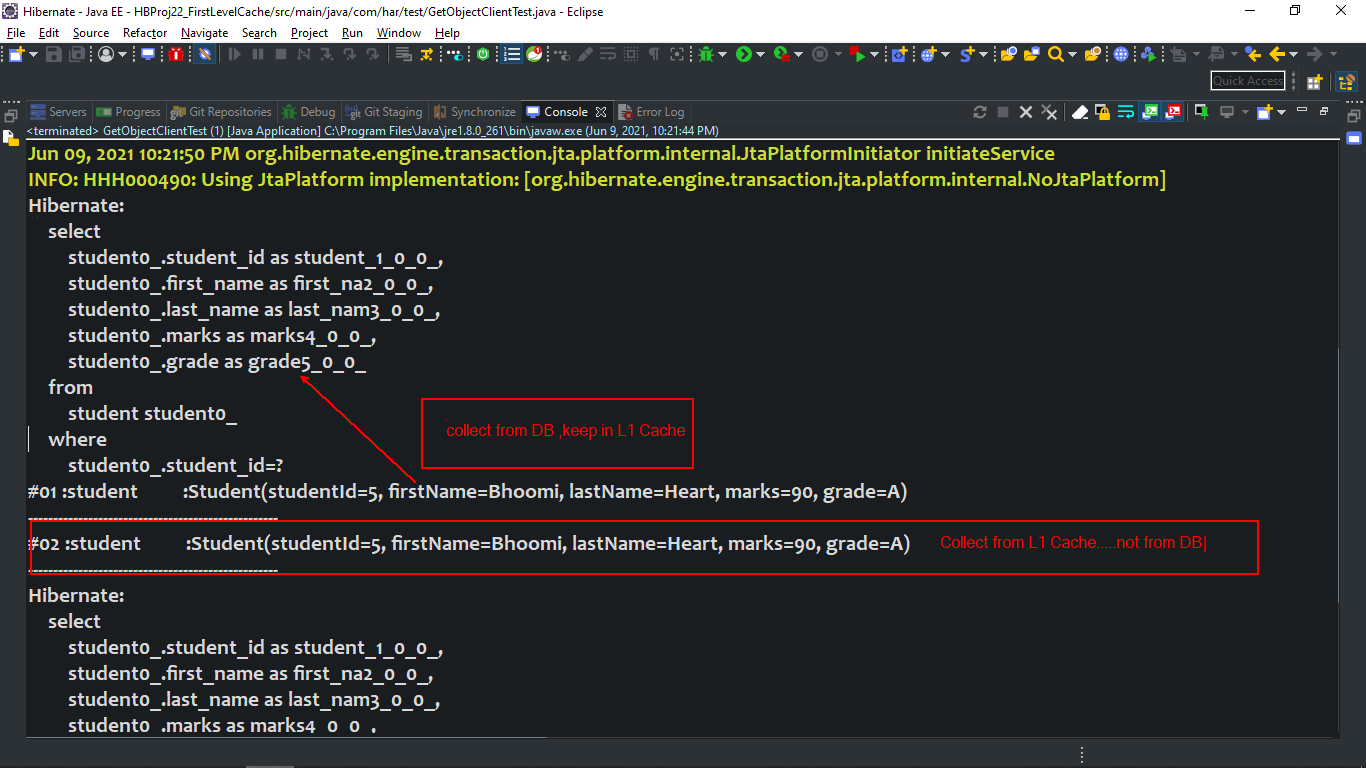 Hibernate - Java EE - HBProj22_FirstLevelCache/src/main/java/com/har/test/GetObjectClientTest.java - Eclipse
File Edit Source Refactor Navigate Search Project Run Window Help
Quick Access
Servers Progress Git Repositories Debug Git Staging Synchronize Console Error Log
<terminated> GetObjectClientTest (1) [Java Application] C:\Program Files\Java\jre1.8.0_261\bin\javaw.exe (Jun 9, 2021, 10:21:44 PM)
Jun 09, 2021 10:21:50 PM org.hibernate.engine.transaction.jta.platform.internal.JtaPlatformInitiator initiateService
INFO: HHH000490: Using JtaPlatform implementation: [org.hibernate.engine.transaction.jta.platform.internal.NoJtaPlatform]
Hibernate:
select
student0_.student_id as student_1_0_0_,
student0_.first_name as first_na2_0_0_,
student0_.last_name as last_nam3_0_0_,
student0_.marks as marks4_0_0_,
student0_.grade as grade5_0_0_
from
student student0_
collect from DB ,keep in L1 Cache
where
student0_.student_id=?
#01 :student :Student(studentId=5, firstName=Bhoomi, lastName=Heart, marks=90, grade=A)
--------------------------------------------------
#02 :student :Student(studentId=5, firstName=Bhoomi, lastName=Heart, marks=90, grade=A) Collect from L1 Cache.....not from DB|
--------------------------------------------------
Hibernate:
select
student0_.student_id as student_1_0_0_,
student0_.first_name as first_na2_0_0_,
student0_.last_name as last_nam3_0_0_,
student0_.marks as marks4_0_0_,